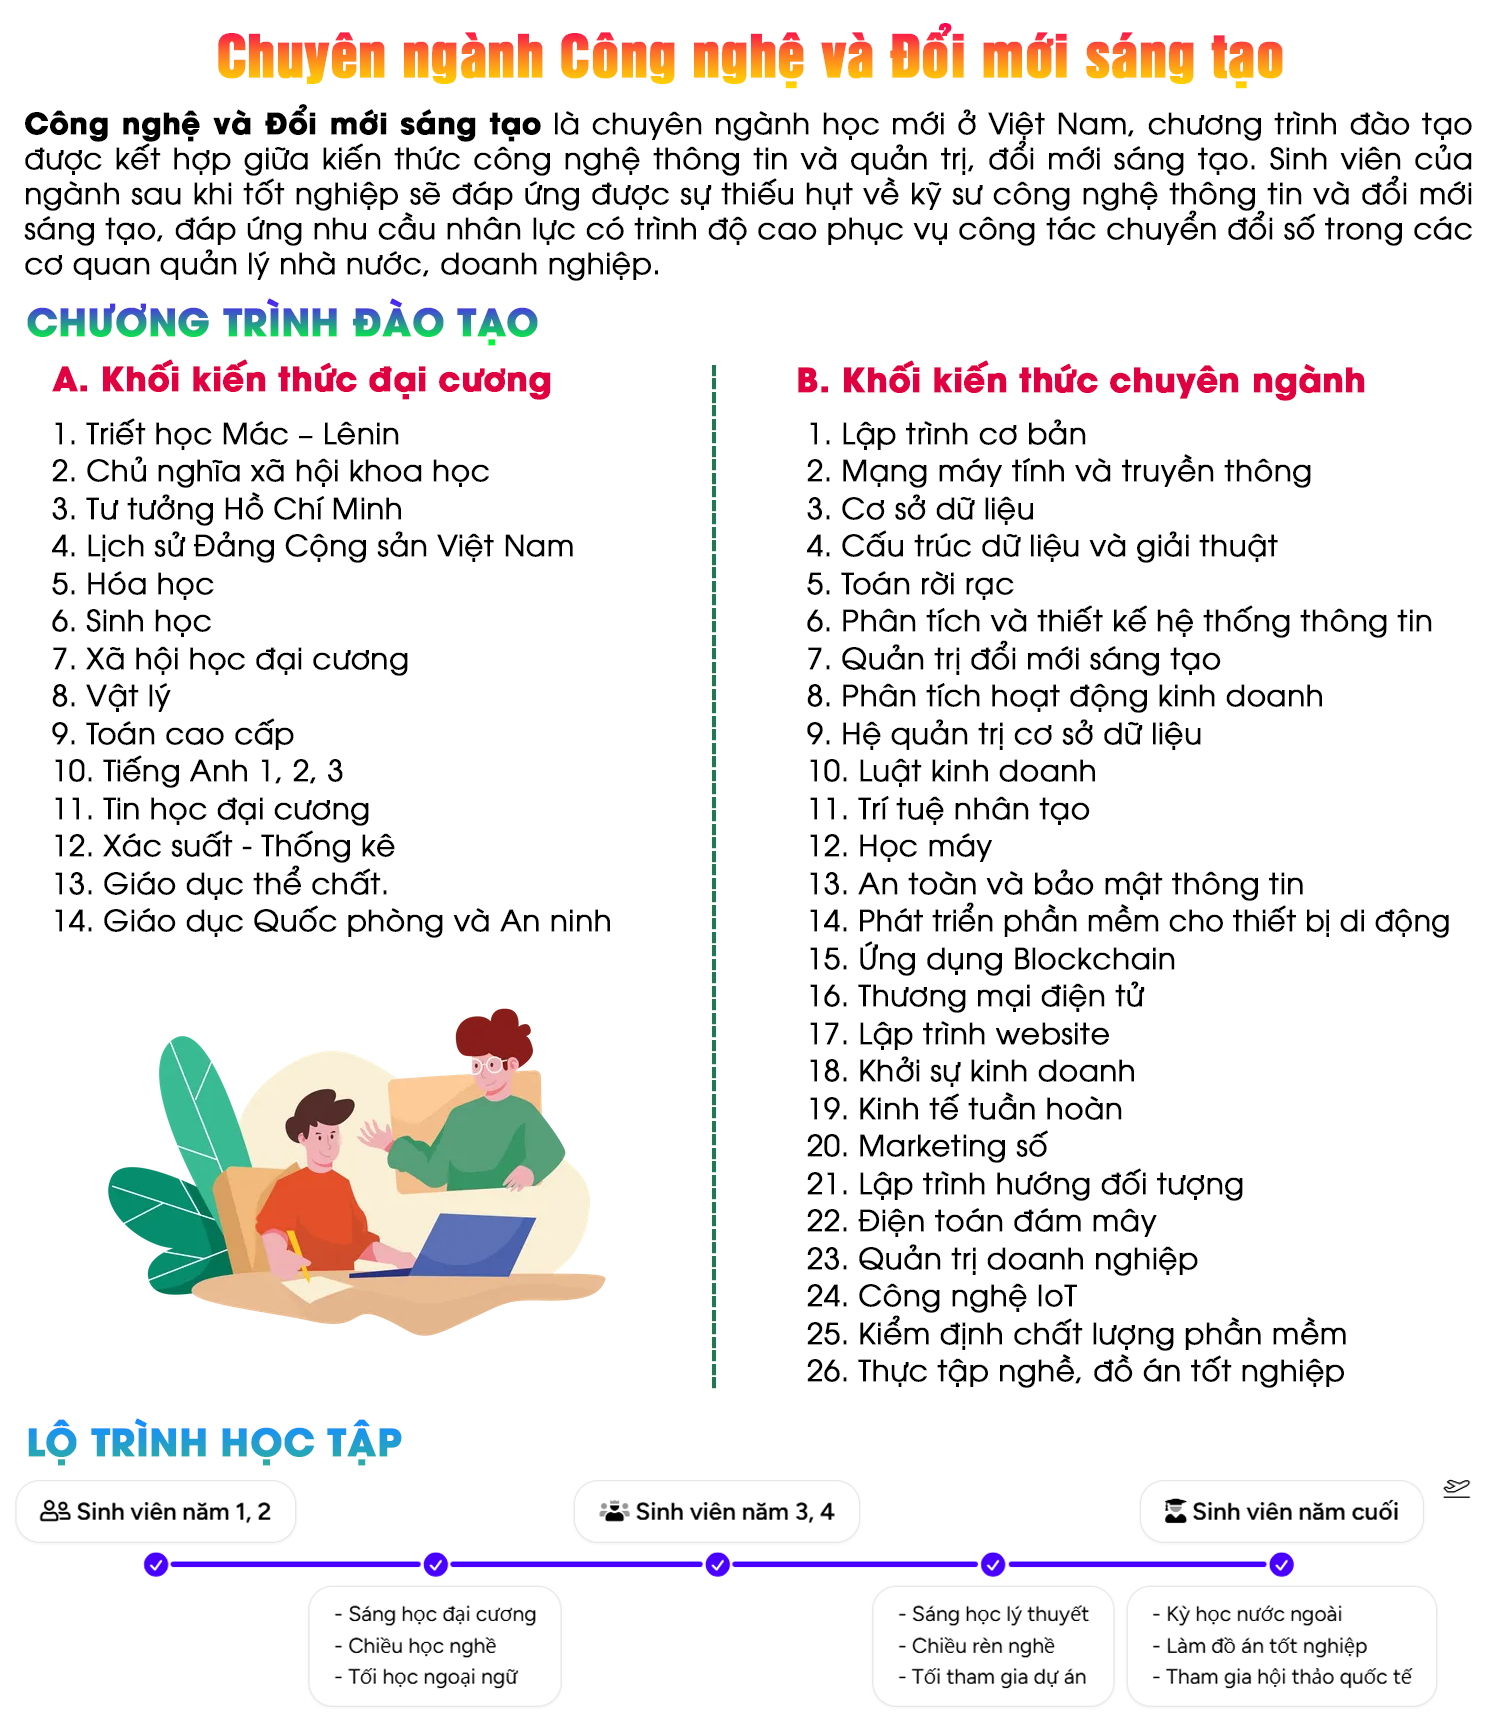 Chuyên ngành Công nghệ và Đổi mới sáng tạo
Công nghệ và Đổi mới sáng tạo là chuyên ngành học mới ở Việt Nam, chương trình đào tạo
được kết hợp giữa kiến thức công nghệ thông tin và quản trị, đổi mới sáng tạo. Sinh viên của
ngành sau khi tốt nghiệp sẽ đáp ứng được sự thiếu hụt về kỹ sư công nghệ thông tin và đổi mới
sáng tạo, đáp ứng nhu cầu nhân lực có trình độ cao phục vụ công tác chuyển đổi số trong các
cơ quan quản lý nhà nước, doanh nghiệp.
CHƯƠNG TRÌNH ĐÀO TẠO
A. Khối kiến thức đại cương
1. Triết học Mác – Lênin
2. Chủ nghĩa xã hội khoa học
3. Tư tưởng Hồ Chí Minh
4. Lịch sử Đảng Cộng sản Việt Nam
5. Hóa học
6. Sinh học
7. Xã hội học đại cương
8. Vật lý
9. Toán cao cấp
10. Tiếng Anh 1, 2, 3
11. Tin học đại cương
12. Xác suất - Thống kê
13. Giáo dục thể chất.
14. Giáo dục Quốc phòng và An ninh
B. Khối kiến thức chuyên ngành
1. Lập trình cơ bản
2. Mạng máy tính và truyền thông
3. Cơ sở dữ liệu
4. Cấu trúc dữ liệu và giải thuật
5. Toán rời rạc
6. Phân tích và thiết kế hệ thống thông tin
7. Quản trị đổi mới sáng tạo
8. Phân tích hoạt động kinh doanh
9. Hệ quản trị cơ sở dữ liệu
10. Luật kinh doanh
11. Trí tuệ nhân tạo
12. Học máy
13. An toàn và bảo mật thông tin
14. Phát triển phần mềm cho thiết bị di động
15. Ứng dụng Blockchain
16. Thương mại điện tử
17. Lập trình website
18. Khởi sự kinh doanh
19. Kinh tế tuần hoàn
20. Marketing số
21. Lập trình hướng đối tượng
22. Điện toán đám mây
23. Quản trị doanh nghiệp
24. Công nghệ IoT
25. Kiểm định chất lượng phần mềm
26. Thực tập nghề, đồ án tốt nghiệp
LỘ TRÌNH HỌC TẬP
Sinh viên năm 1, 2
Sinh viên năm 3, 4
Sinh viên năm cuối
- Sáng học đại cương
- Chiều học nghề
- Tối học ngoại ngữ
- Sáng học lý thuyết
- Chiều rèn nghề
- Tối tham gia dự án
- Kỳ học nước ngoài
- Làm đồ án tốt nghiệp
- Tham gia hội thảo quốc tế